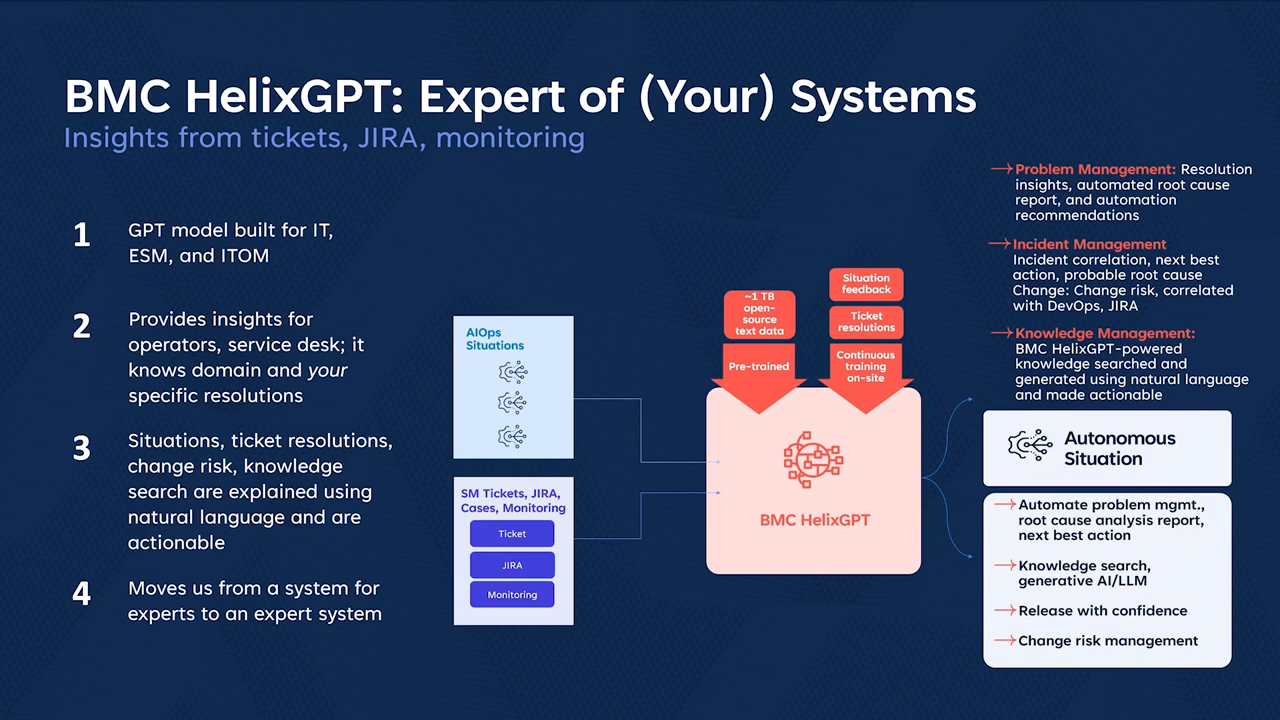 BMC HelixGPT: Expert of (Your) Systems
Insights from tickets, JIRA, monitoring
1
GPT model built for IT,
ESM, and ITOM
2
Provides insights for
operators, service desk; it
knows domain and your
specific resolutions
3
Situations, ticket resolutions,
change risk, knowledge
search are explained using
natural language and are
actionable
4
Moves us from a system for
experts to an expert system
AIOps
Situations
SM Tickets, JIRA,
Cases, Monitoring
Ticket
JIRA
Monitoring
~1 TB
open-
source
text data
Pre-trained
Situation
feedback
Ticket
resolutions
Continuous
training
on-site
BMC HelixGPT
Problem Management: Resolution
insights, automated root cause
report, and automation
recommendations
Incident Management
Incident correlation, next best
action, probable root cause
Change: Change risk, correlated
with DevOps, JIRA
Knowledge Management:
BMC HelixGPT-powered
knowledge searched and
generated using natural language
and made actionable
Autonomous
Situation
Automate problem mgmt.,
root cause analysis report,
next best action
Knowledge search,
generative AI/LLM
Release with confidence
Change risk management